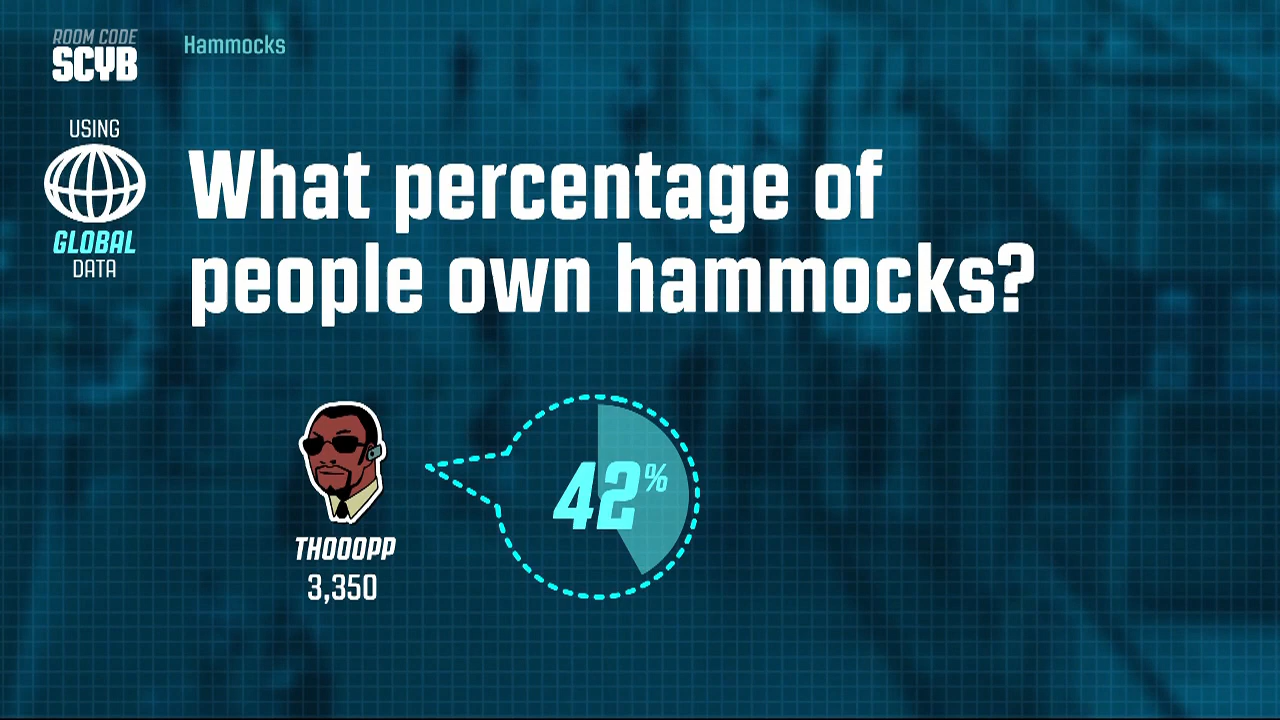 ROOM CODE
SCYB
Hammocks
USING
GLOBAL
DATA
What percentage of
people own hammocks?
42%
THOOOPP
3,350